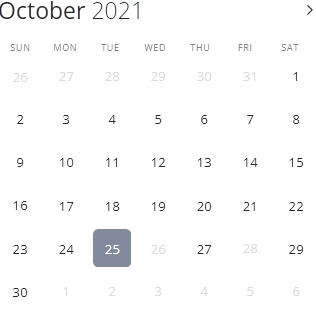 October 2021
SUN MON TUE WED THU FRI SAT
26 27 28 29 30 31 1
2 3 4 5 6 7 8
9 10 11 12 13 14 15
16 17 18 19 20 21 22
23 24 25 26 27 28 29
30 1 2 3 4 5 6